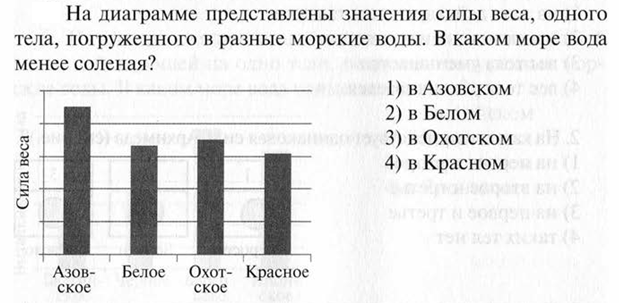 На диаграмме представлены значения силы веса, одного
тела, погруженного в разные морские воды. В каком море вода
менее соленая?
1) в Азовском
2) в Белом
3) в Охотском
4) в Красном
Сила веса
Азов-
ское
Белое
Охот-
ское
Красное